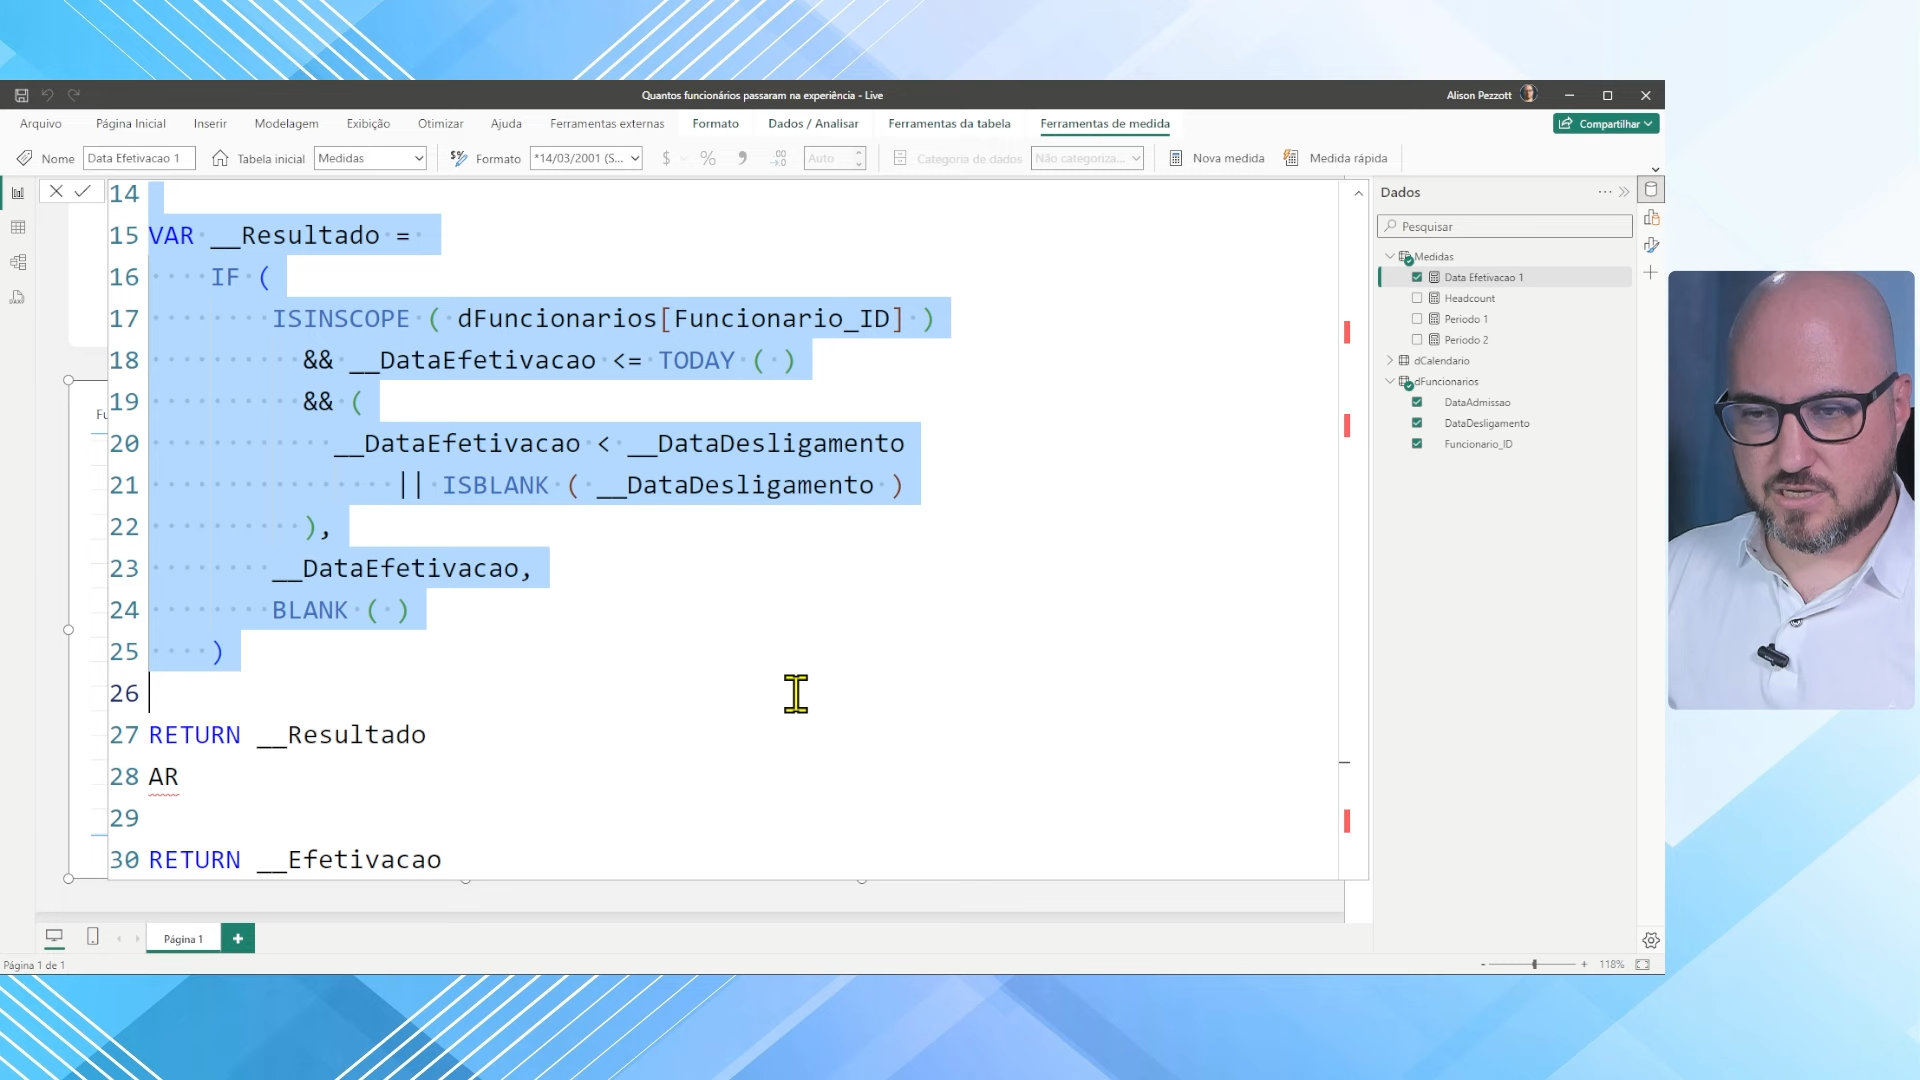 Quantos funcionários passaram na experiência - Live
Alison Pezzott
Arquivo
Página Inicial
Inserir
Modelagem
Exibição
Otimizar
Ajuda
Ferramentas externas
Formato
Dados / Analisar
Ferramentas da tabela
Ferramentas de medida
Compartilhar
Nome
Data Efetivacao 1
Tabela inicial
Medidas
Formato
*14/03/2001 (S...
$
%
Auto
Categoria de dados
Não categoriza...
Nova medida
Medida rápida
14
15 VAR __Resultado =
16 IF (
17 ISINSCOPE ( dFuncionarios[Funcionario_ID] )
18 && __DataEfetivacao <= TODAY ( )
19 && (
20 __DataEfetivacao < __DataDesligamento
21 || ISBLANK ( __DataDesligamento )
22 ),
23 __DataEfetivacao,
24 BLANK ( )
25 )
26
27 RETURN __Resultado
28 AR
29
30 RETURN __Efetivacao
Fu
Dados
Pesquisar
Medidas
Data Efetivacao 1
Headcount
Periodo 1
Periodo 2
dCalendario
dFuncionarios
DataAdmissao
DataDesligamento
Funcionario_ID
Página 1
Página 1 de 1
118%